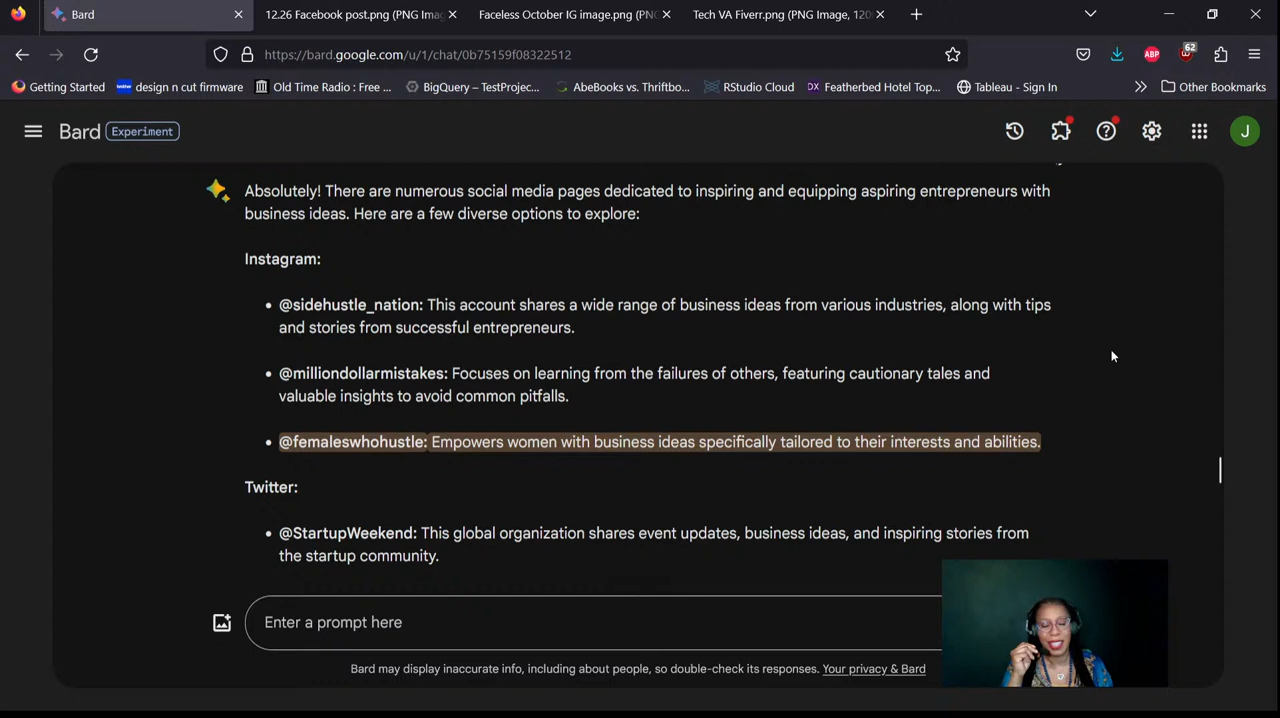 Bard
12.26 Facebook post.png (PNG Imag
Faceless October IG image.png (PNG
Tech VA Fiverr.png (PNG Image, 120
https://bard.google.com/u/1/chat/0b75159f08322512
ABP
62
Getting Started
design n cut firmware
Old Time Radio : Free ...
BigQuery – TestProjec...
AbeBooks vs. Thriftbo...
RStudio Cloud
DX
Featherbed Hotel Top...
Tableau - Sign In
Other Bookmarks
Bard Experiment
J
Absolutely! There are numerous social media pages dedicated to inspiring and equipping aspiring entrepreneurs with
business ideas. Here are a few diverse options to explore:
Instagram:
• @sidehustle_nation: This account shares a wide range of business ideas from various industries, along with tips
and stories from successful entrepreneurs.
• @milliondollarmistakes: Focuses on learning from the failures of others, featuring cautionary tales and
valuable insights to avoid common pitfalls.
• @femaleswhohustle: Empowers women with business ideas specifically tailored to their interests and abilities.
Twitter:
• @StartupWeekend: This global organization shares event updates, business ideas, and inspiring stories from
the startup community.
Enter a prompt here
Bard may display inaccurate info, including about people, so double-check its responses. Your privacy & Bard